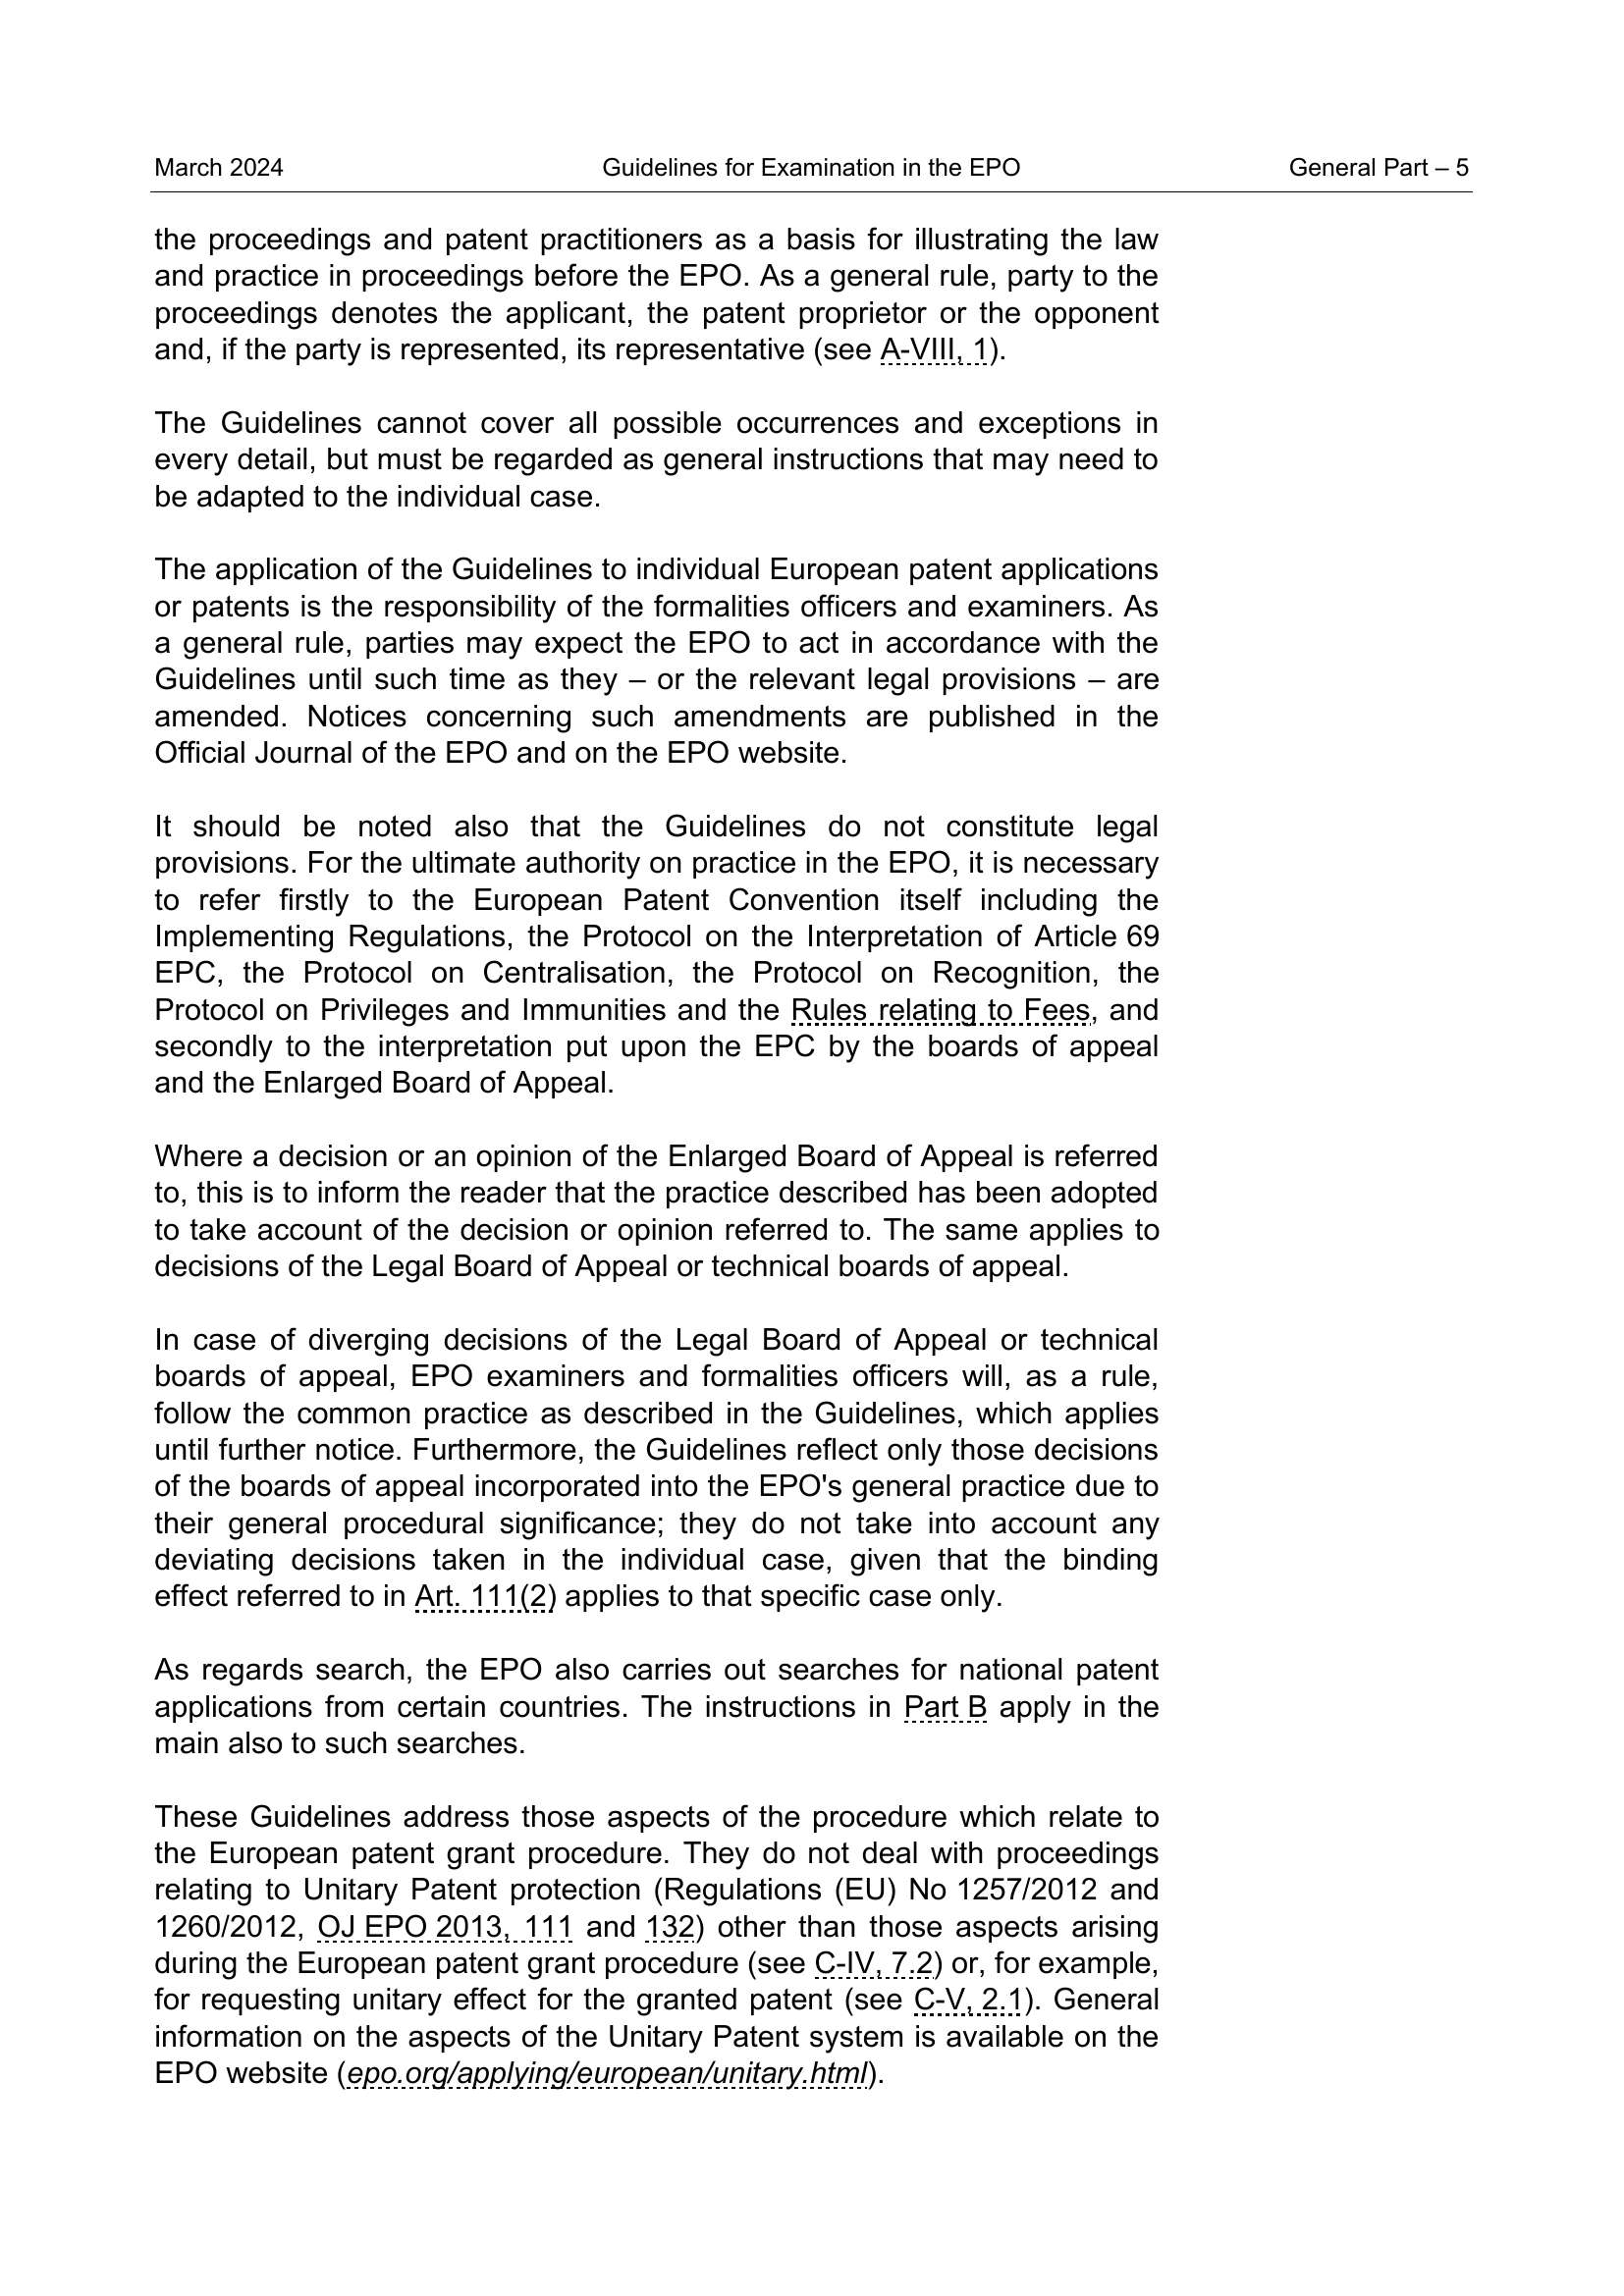 March 2024 Guidelines for Examination in the EPO General Part – 5
the proceedings and patent practitioners as a basis for illustrating the law
and practice in proceedings before the EPO. As a general rule, party to the
proceedings denotes the applicant, the patent proprietor or the opponent
and, if the party is represented, its representative (see A-VIII, 1).
The Guidelines cannot cover all possible occurrences and exceptions in
every detail, but must be regarded as general instructions that may need to
be adapted to the individual case.
The application of the Guidelines to individual European patent applications
or patents is the responsibility of the formalities officers and examiners. As
a general rule, parties may expect the EPO to act in accordance with the
Guidelines until such time as they – or the relevant legal provisions – are
amended. Notices concerning such amendments are published in the
Official Journal of the EPO and on the EPO website.
It should be noted also that the Guidelines do not constitute legal
provisions. For the ultimate authority on practice in the EPO, it is necessary
to refer firstly to the European Patent Convention itself including the
Implementing Regulations, the Protocol on the Interpretation of Article 69
EPC, the Protocol on Centralisation, the Protocol on Recognition, the
Protocol on Privileges and Immunities and the Rules relating to Fees, and
secondly to the interpretation put upon the EPC by the boards of appeal
and the Enlarged Board of Appeal.
Where a decision or an opinion of the Enlarged Board of Appeal is referred
to, this is to inform the reader that the practice described has been adopted
to take account of the decision or opinion referred to. The same applies to
decisions of the Legal Board of Appeal or technical boards of appeal.
In case of diverging decisions of the Legal Board of Appeal or technical
boards of appeal, EPO examiners and formalities officers will, as a rule,
follow the common practice as described in the Guidelines, which applies
until further notice. Furthermore, the Guidelines reflect only those decisions
of the boards of appeal incorporated into the EPO's general practice due to
their general procedural significance; they do not take into account any
deviating decisions taken in the individual case, given that the binding
effect referred to in Art. 111(2) applies to that specific case only.
As regards search, the EPO also carries out searches for national patent
applications from certain countries. The instructions in Part B apply in the
main also to such searches.
These Guidelines address those aspects of the procedure which relate to
the European patent grant procedure. They do not deal with proceedings
relating to Unitary Patent protection (Regulations (EU) No 1257/2012 and
1260/2012, OJ EPO 2013, 111 and 132) other than those aspects arising
during the European patent grant procedure (see C-IV, 7.2) or, for example,
for requesting unitary effect for the granted patent (see C-V, 2.1). General
information on the aspects of the Unitary Patent system is available on the
EPO website (epo.org/applying/european/unitary.html).